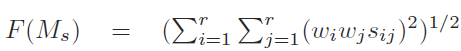 F(M_s) = (∑_{i=1}^{r} ∑_{j=1}^{r} (w_i w_j s_{ij})^2)^{1/2}